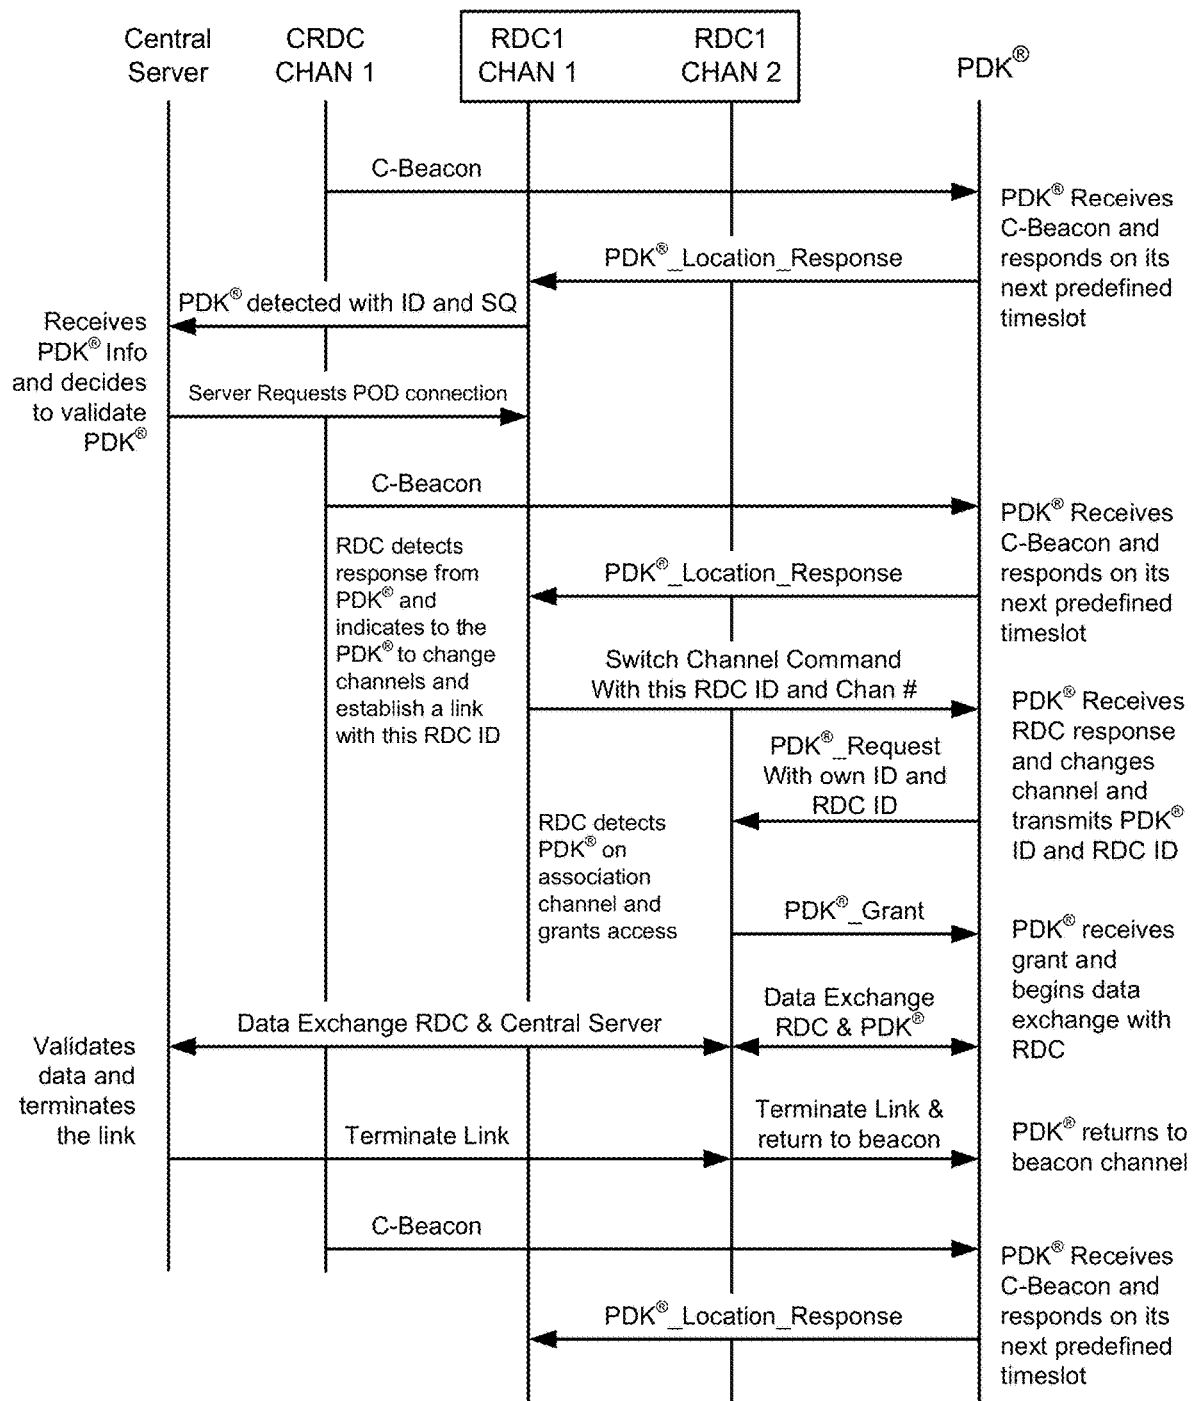 Central
Server
CRDC
CHAN 1
RDC1
CHAN 1
RDC1
CHAN 2
PDK®
C-Beacon
PDK® Receives
C-Beacon and
responds on its
next predefined
timeslot
PDK®_Location_Response
PDK® detected with ID and SQ
Receives
PDK® Info
and decides
to validate
PDK®
Server Requests POD connection
C-Beacon
PDK® Receives
C-Beacon and
responds on its
next predefined
timeslot
RDC detects
response from
PDK® and
indicates to the
PDK® to change
channels and
establish a link
with this RDC ID
PDK®_Location_Response
Switch Channel Command
With this RDC ID and Chan #
PDK® Receives
RDC response
and changes
channel and
transmits PDK®
ID and RDC ID
PDK®_Request
With own ID and
RDC ID
RDC detects
PDK® on
association
channel and
grants access
PDK®_Grant
PDK® receives
grant and
begins data
exchange with
RDC
Data Exchange RDC & Central Server
Data Exchange
RDC & PDK®
Validates
data and
terminates
the link
Terminate Link
Terminate Link &
return to beacon
PDK® returns to
beacon channel
C-Beacon
PDK® Receives
C-Beacon and
responds on its
next predefined
timeslot
PDK®_Location_Response